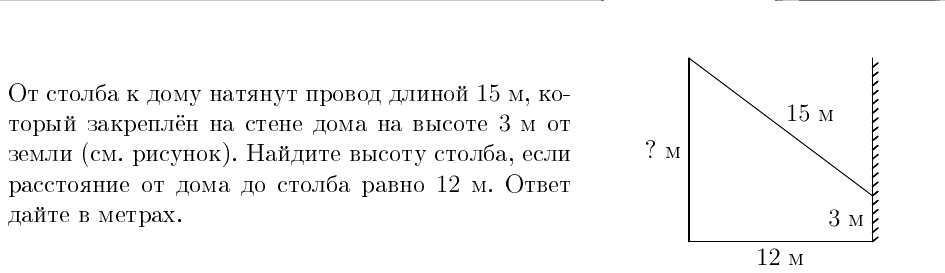 От столба к дому натянут провод длиной 15 м, ко-
торый закреплён на стене дома на высоте 3 м от
земли (см. рисунок). Найдите высоту столба, если
расстояние от дома до столба равно 12 м. Ответ
дайте в метрах.
15 м
? м
3 м
12 м